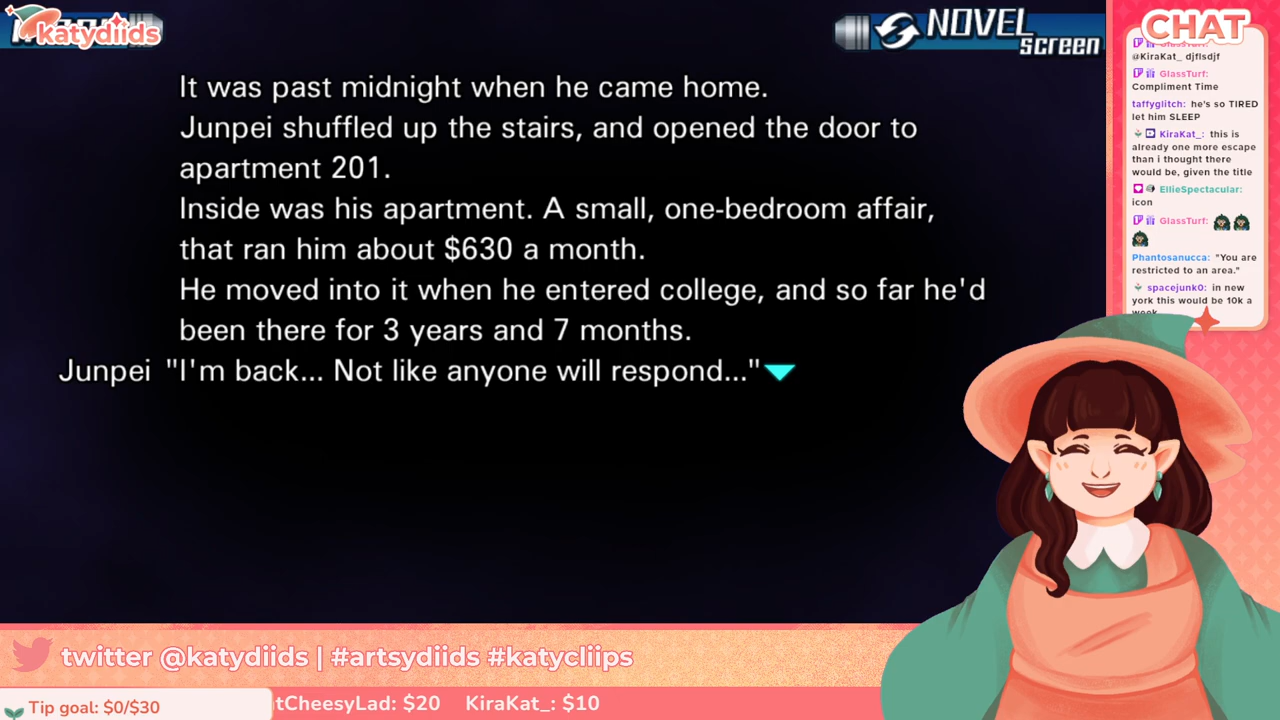 katydiids
NOVEL
Screen
CHAT
It was past midnight when he came home.
Junpei shuffled up the stairs, and opened the door to
apartment 201.
Inside was his apartment. A small, one-bedroom affair,
that ran him about $630 a month.
He moved into it when he entered college, and so far he'd
been there for 3 years and 7 months.
Junpei "I'm back... Not like anyone will respond..."
@KiraKat_ djflsdjf
GlassTurf:
Compliment Time
taffyglitch: he's so TIRED
let him SLEEP
KiraKat_: this is
already one more escape
than i thought there
would be, given the title
EllieSpectacular:
icon
GlassTurf:
Phantosanucca: "You are
restricted to an area."
spacejunk0: in new
york this would be 10k a
week
twitter @katydiids | #artsydiids #katycliips
Tip goal: $0/$30
tCheesyLad: $20 KiraKat_: $10